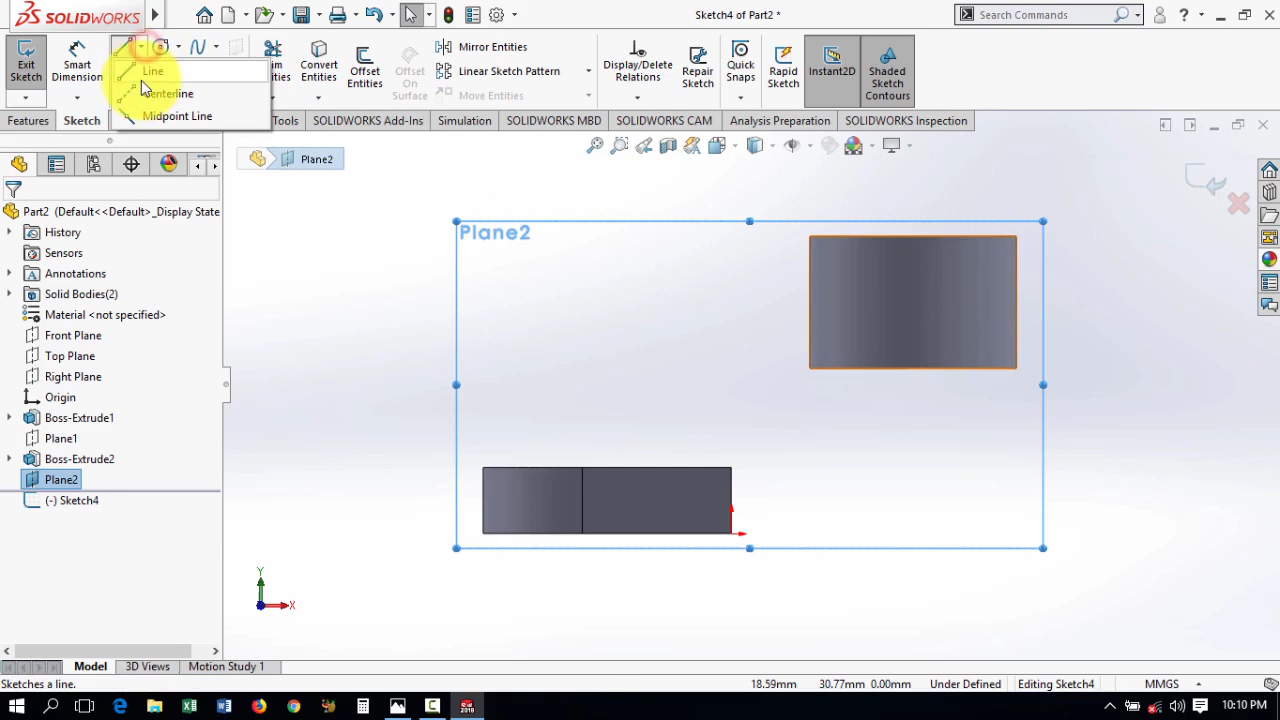 SOLIDWORKS
Sketch4 of Part2 *
Search Commands
?
Exit Sketch
Smart Dimension
Line
Centerline
Midpoint Line
Convert Entities
Offset Entities
Offset On Surface
Mirror Entities
Linear Sketch Pattern
Move Entities
Display/Delete Relations
Repair Sketch
Quick Snaps
Rapid Sketch
Instant2D
Shaded Sketch Contours
Features
Sketch
Tools
SOLIDWORKS Add-Ins
Simulation
SOLIDWORKS MBD
SOLIDWORKS CAM
Analysis Preparation
SOLIDWORKS Inspection
Plane2
Part2 (Default<<Default>_Display State
History
Sensors
Annotations
Solid Bodies(2)
Material <not specified>
Front Plane
Top Plane
Right Plane
Origin
Boss-Extrude1
Plane1
Boss-Extrude2
Plane2
(-) Sketch4
Plane2
Y
X
Model
3D Views
Motion Study 1
Sketches a line.
18.59mm
30.77mm 0.00mm
Under Defined
Editing Sketch4
MMGS
10:10 PM